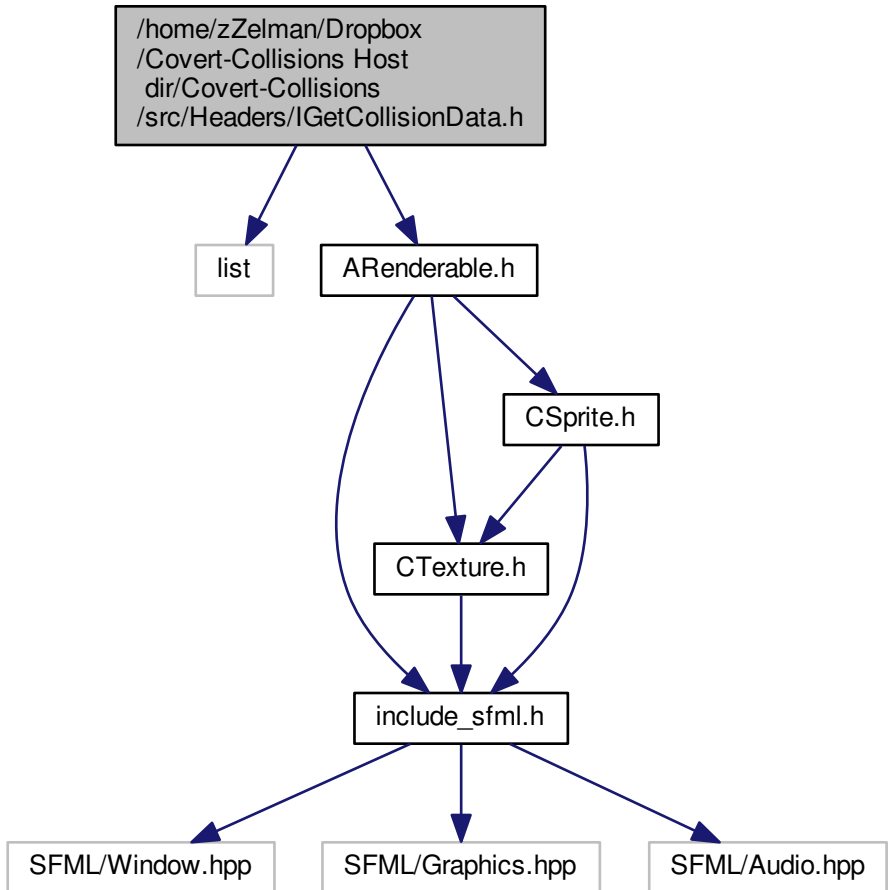 /home/zZelman/Dropbox
/Covert-Collisions Host
dir/Covert-Collisions
/src/Headers/IGetCollisionData.h
list
ARenderable.h
CSprite.h
CTexture.h
include_sfml.h
SFML/Window.hpp
SFML/Graphics.hpp
SFML/Audio.hpp